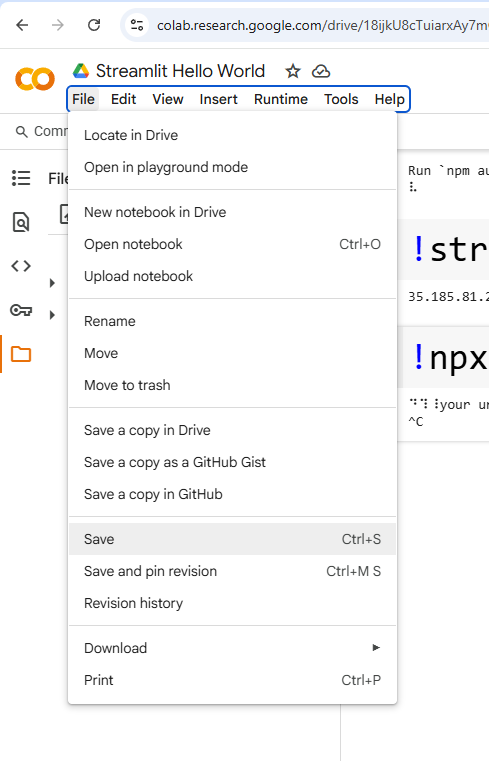 colab.research.google.com/drive/18ijkU8cTuiarxAy7m
Streamlit Hello World
File Edit View Insert Runtime Tools Help
Locate in Drive
Open in playground mode
New notebook in Drive
Open notebook Ctrl+O
Upload notebook
Rename
Move
Move to trash
Save a copy in Drive
Save a copy as a GitHub Gist
Save a copy in GitHub
Save Ctrl+S
Save and pin revision Ctrl+M S
Revision history
Download
Print Ctrl+P
Run `npm au
!str
35.185.81.2
!npx
your ur
^C